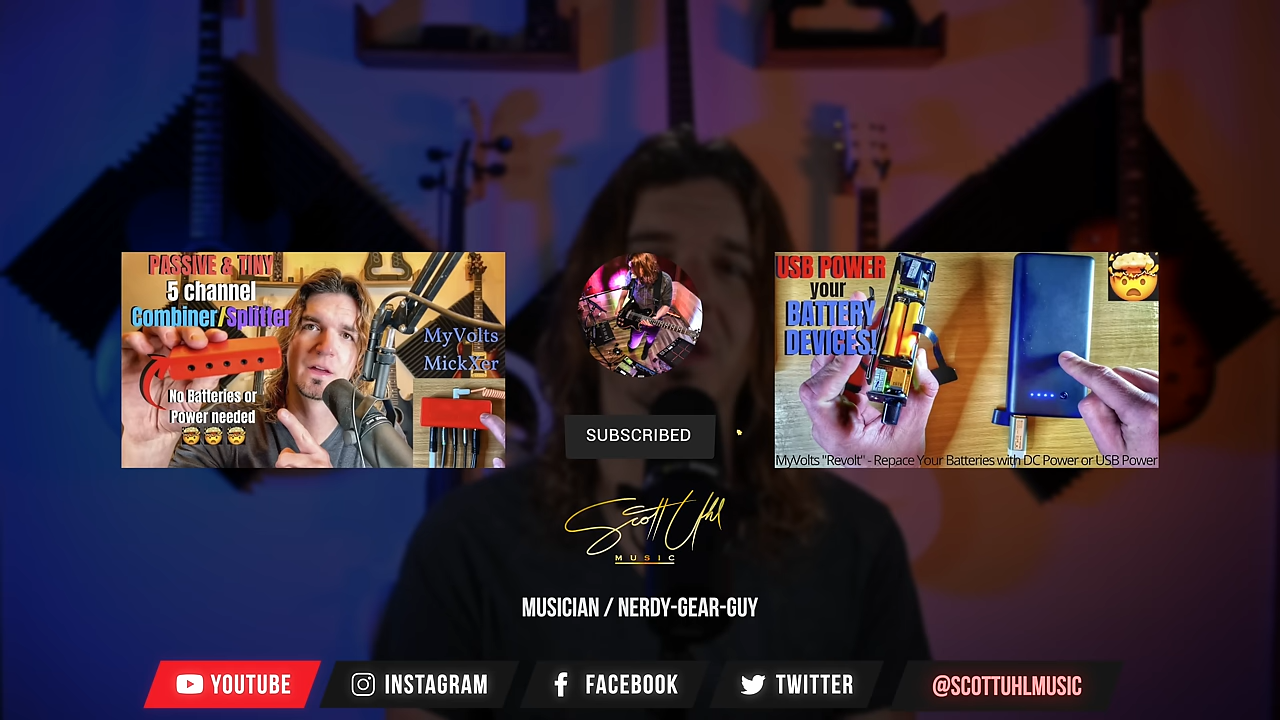 PASSIVE & TINY
5 channel
Combiner/Splitter
MyVolts
MickXer
No Batteries or
Power needed
SUBSCRIBED
USB POWER
your
BATTERY
DEVICES!
MyVolts "Revolt" - Repace Your Batteries with DC Power or USB Power
Scott Uhl
MUSIC
MUSICIAN / NERDY-GEAR-GUY
YOUTUBE
INSTAGRAM
FACEBOOK
TWITTER
@SCOTTUHLMUSIC